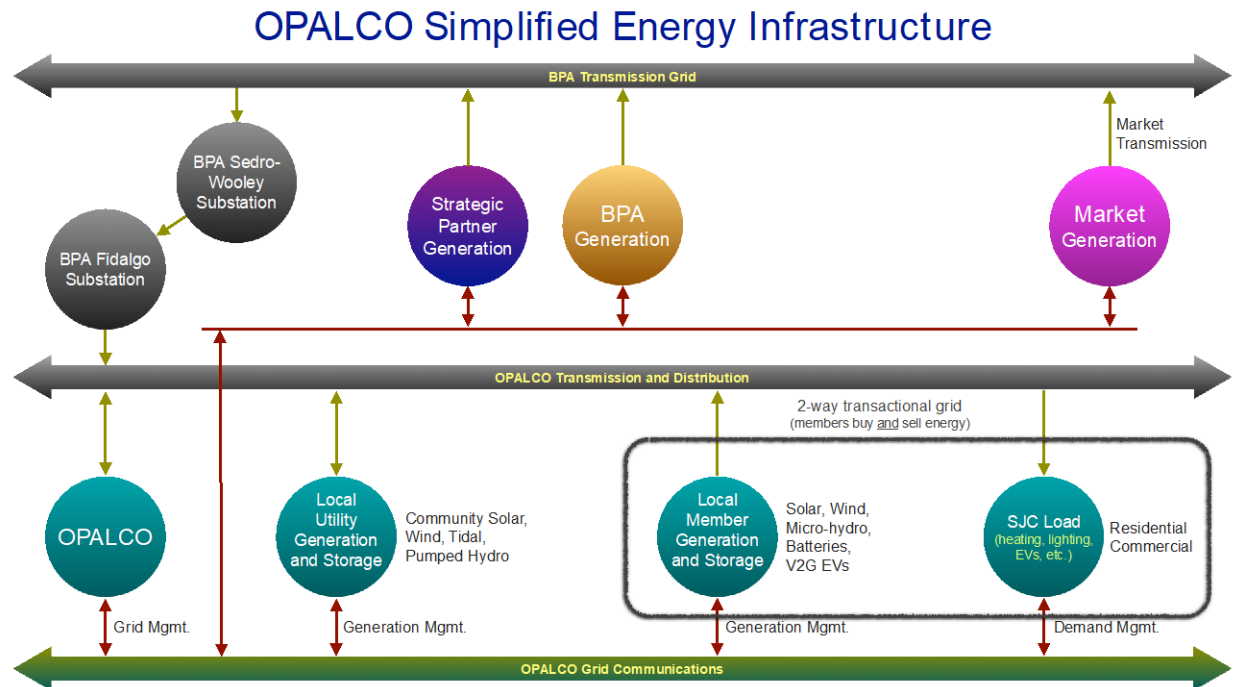 OPALCO Simplified Energy Infrastructure
BPA Transmission Grid
Market
Transmission
BPA Sedro-
Wooley
Substation
Strategic
Partner
Generation
BPA
Generation
Market
Generation
BPA Fidalgo
Substation
OPALCO Transmission and Distribution
2-way transactional grid
(members buy and sell energy)
OPALCO
Local
Utility
Generation
and Storage
Community Solar,
Wind, Tidal,
Pumped Hydro
Local
Member
Generation
and Storage
Solar, Wind,
Micro-hydro,
Batteries,
V2G EVs
SJC Load
(heating, lighting,
EVs, etc.)
Residential
Commercial
Grid Mgmt.
Generation Mgmt.
Generation Mgmt.
Demand Mgmt.
OPALCO Grid Communications